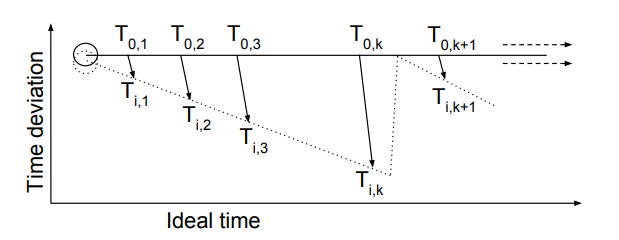 T0,1 T0,2 T0,3 T0,k T0,k+1
Ti,1
Ti,2
Ti,3
Ti,k
Ti,k+1
Time deviation
Ideal time